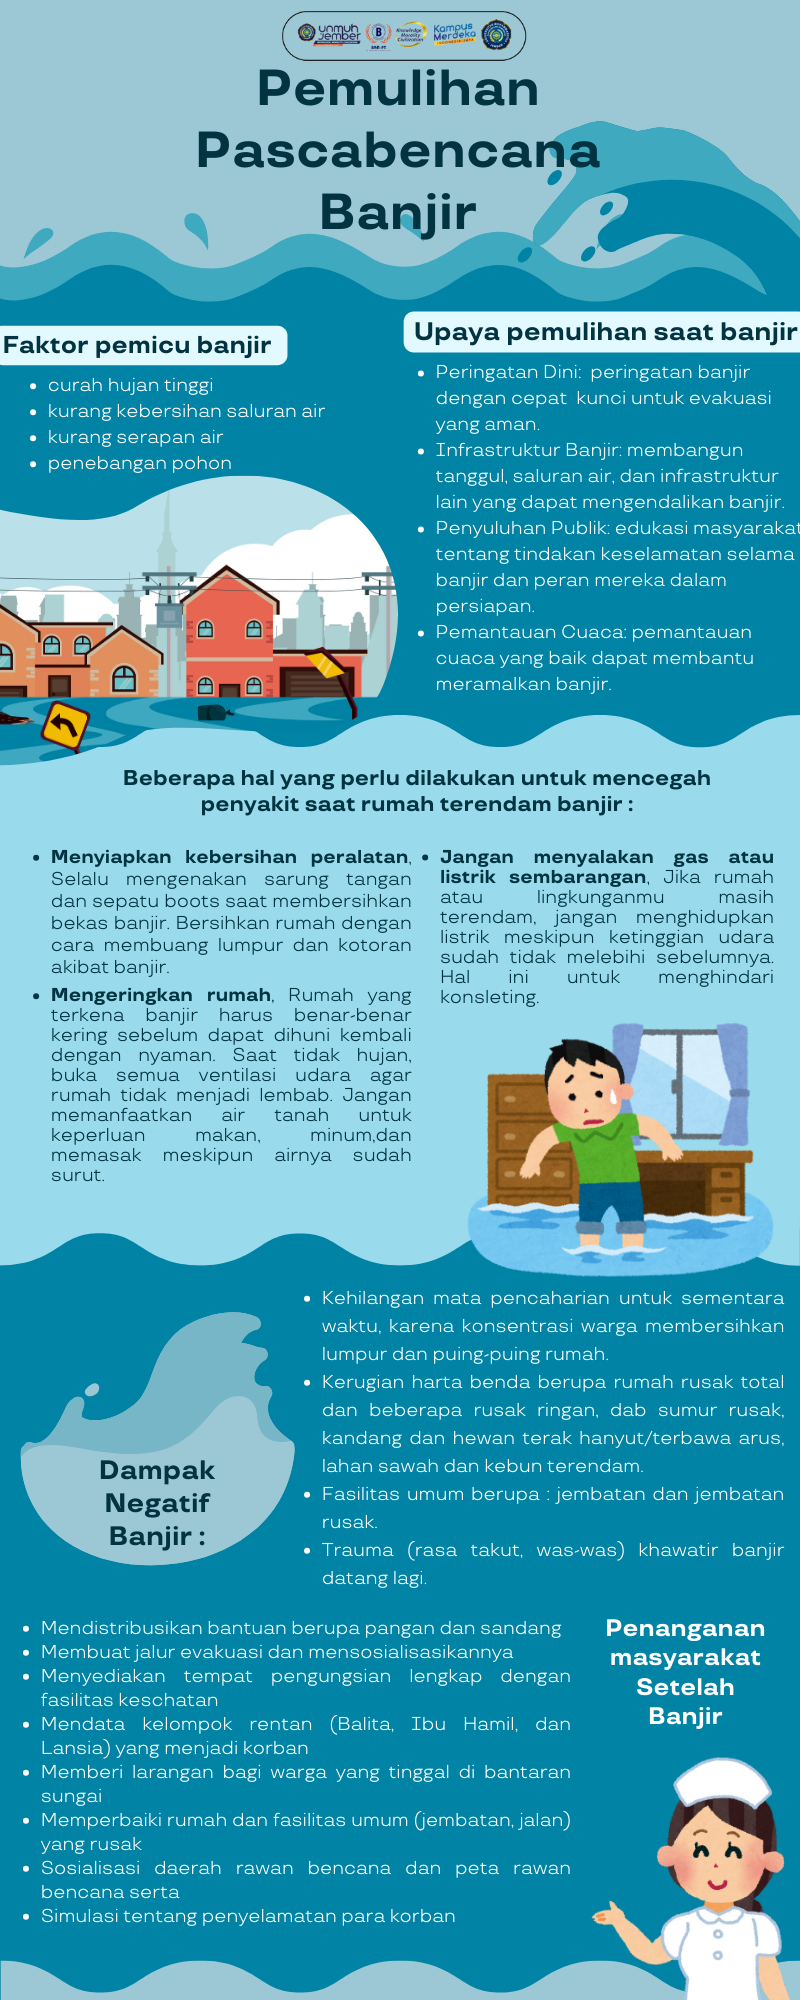 unmuh
jember
B
Knowledge
Morality
Civilization
Kampus
Merdeka
INDONESIA JAYA
Pemulihan
Pascabencana
Banjir
Faktor pemicu banjir
curah hujan tinggi
kurang kebersihan saluran air
kurang serapan air
penebangan pohon
Upaya pemulihan saat banjir
Peringatan Dini: peringatan banjir
dengan cepat kunci untuk evakuasi
yang aman.
Infrastruktur Banjir: membangun
tanggul, saluran air, dan infrastruktur
lain yang dapat mengendalikan banjir.
Penyuluhan Publik: edukasi masyarakat
tentang tindakan keselamatan selama
banjir dan peran mereka dalam
persiapan.
Pemantauan Cuaca: pemantauan
cuaca yang baik dapat membantu
meramalkan banjir.
Beberapa hal yang perlu dilakukan untuk mencegah
penyakit saat rumah terendam banjir :
Menyiapkan kebersihan peralatan,
Selalu mengenakan sarung tangan
dan sepatu boots saat membersihkan
bekas banjir. Bersihkan rumah dengan
cara membuang lumpur dan kotoran
akibat banjir.
Mengeringkan rumah, Rumah yang
terkena banjir harus benar-benar
kering sebelum dapat dihuni kembali
dengan nyaman. Saat tidak hujan,
buka semua ventilasi udara agar
rumah tidak menjadi lembab. Jangan
memanfaatkan air tanah untuk
keperluan makan, minum,dan
memasak meskipun airnya sudah
surut.
Jangan menyalakan gas atau
listrik sembarangan, Jika rumah
atau lingkunganmu masih
terendam, jangan menghidupkan
listrik meskipun ketinggian udara
sudah tidak melebihi sebelumnya.
Hal ini untuk menghindari
konsleting.
Dampak
Negatif
Banjir :
Kehilangan mata pencaharian untuk sementara
waktu, karena konsentrasi warga membersihkan
lumpur dan puing-puing rumah.
Kerugian harta benda berupa rumah rusak total
dan beberapa rusak ringan, dab sumur rusak,
kandang dan hewan terak hanyut/terbawa arus,
lahan sawah dan kebun terendam.
Fasilitas umum berupa : jembatan dan jembatan
rusak.
Trauma (rasa takut, was-was) khawatir banjir
datang lagi.
Mendistribusikan bantuan berupa pangan dan sandang
Membuat jalur evakuasi dan mensosialisasikannya
Menyediakan tempat pengungsian lengkap dengan
fasilitas keschatan
Mendata kelompok rentan (Balita, Ibu Hamil, dan
Lansia) yang menjadi korban
Memberi larangan bagi warga yang tinggal di bantaran
sungai
Memperbaiki rumah dan fasilitas umum (jembatan, jalan)
yang rusak
Sosialisasi daerah rawan bencana dan peta rawan
bencana serta
Simulasi tentang penyelamatan para korban
Penanganan
masyarakat
Setelah
Banjir